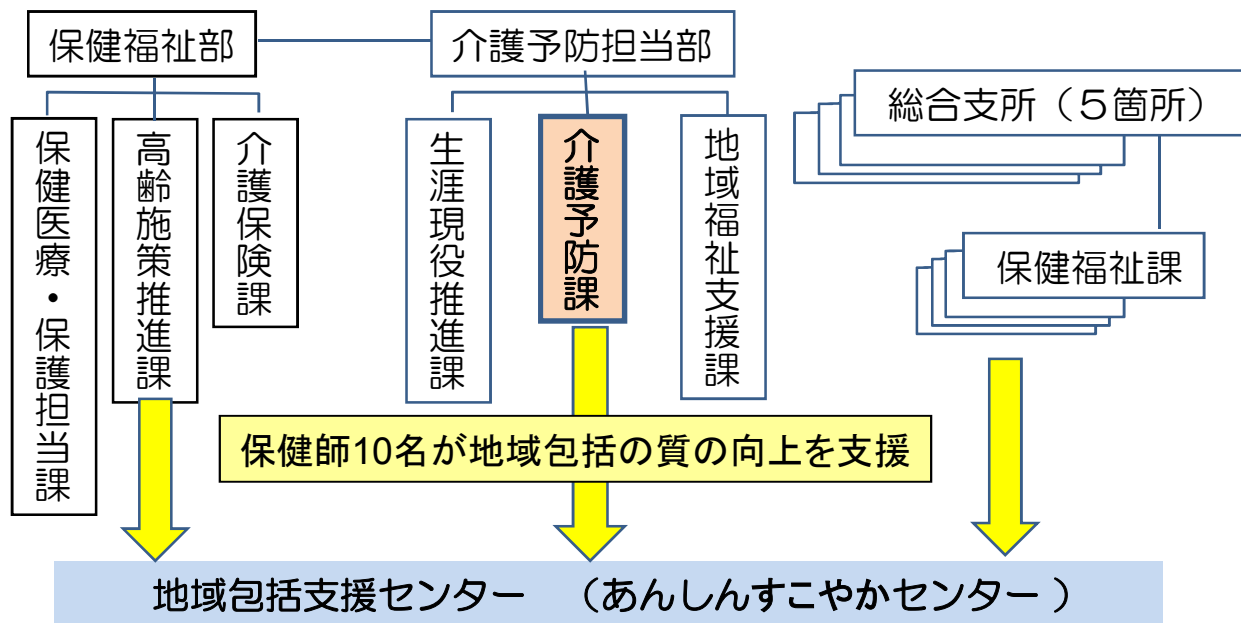 保健福祉部
介護予防担当部
総合支所（５箇所）
保健医療・保護担当課
高齢施策推進課
介護保険課
生涯現役推進課
介護予防課
地域福祉支援課
保健福祉課
保健師10名が地域包括の質の向上を支援
地域包括支援センター　（あんしんすこやかセンター ）